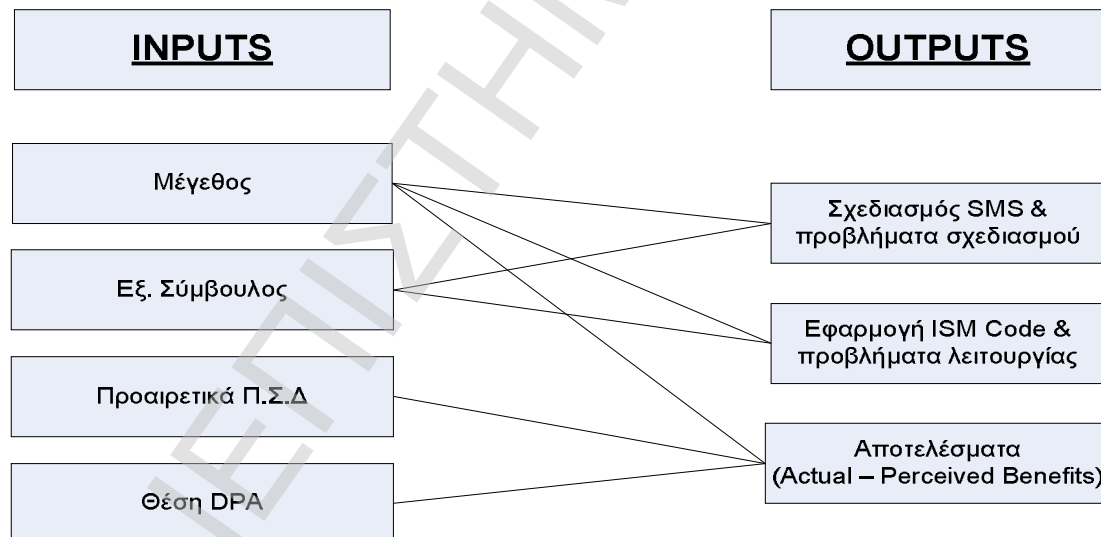 INPUTS
OUTPUTS
Μέγεθος
Εξ. Σύμβουλος
Προαιρετικά Π.Σ.Δ
Θέση DPA
Σχεδιασμός SMS &
προβλήματα σχεδιασμού
Εφαρμογή ISM Code &
προβλήματα λειτουργίας
Αποτελέσματα
(Actual – Perceived Benefits)